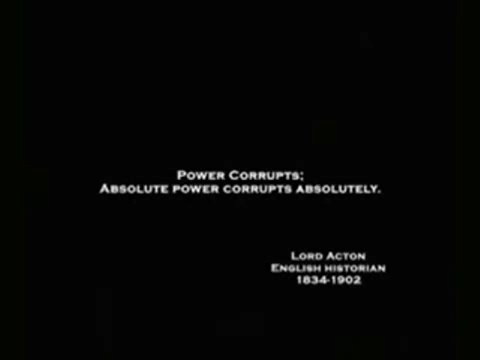 Power Corrupts;
Absolute power corrupts absolutely.
Lord Acton
English historian
1834-1902